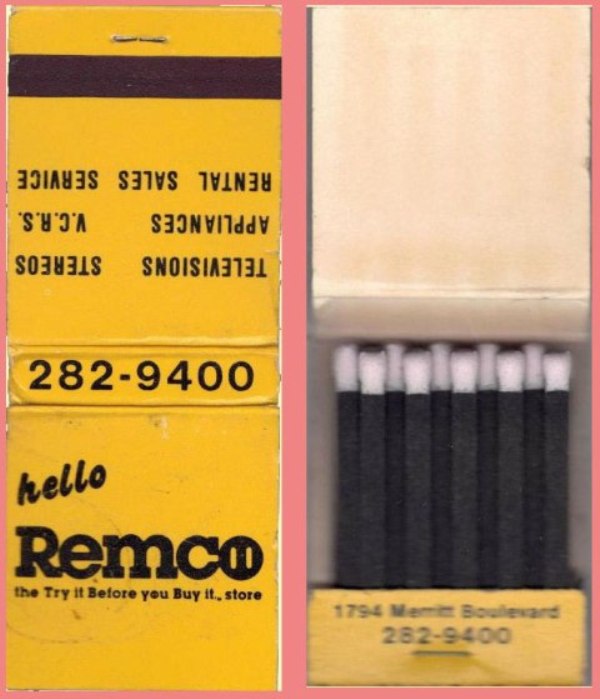 TELEVISIONS STEREOS
APPLIANCES V.C.R.S.
RENTAL SALES SERVICE
282-9400
hello
Remco
the Try it Before you Buy it.. store
1794 Merritt Boulevard
282-9400